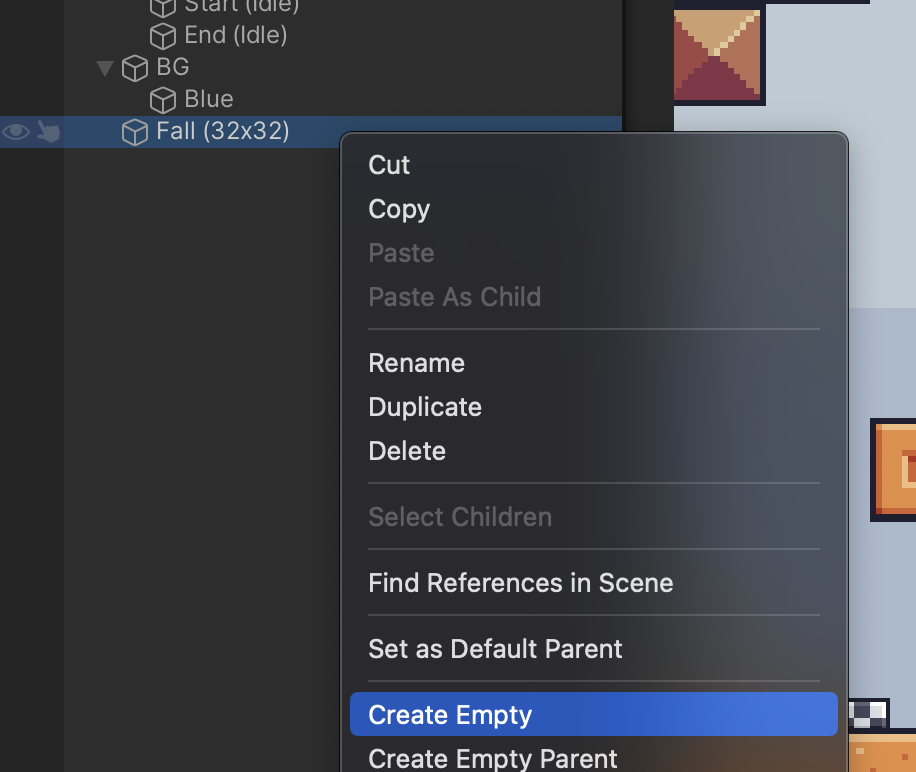 Start (Idle)
End (Idle)
BG
Blue
Fall (32x32)
Cut
Copy
Paste
Paste As Child
Rename
Duplicate
Delete
Select Children
Find References in Scene
Set as Default Parent
Create Empty
Create Empty Parent